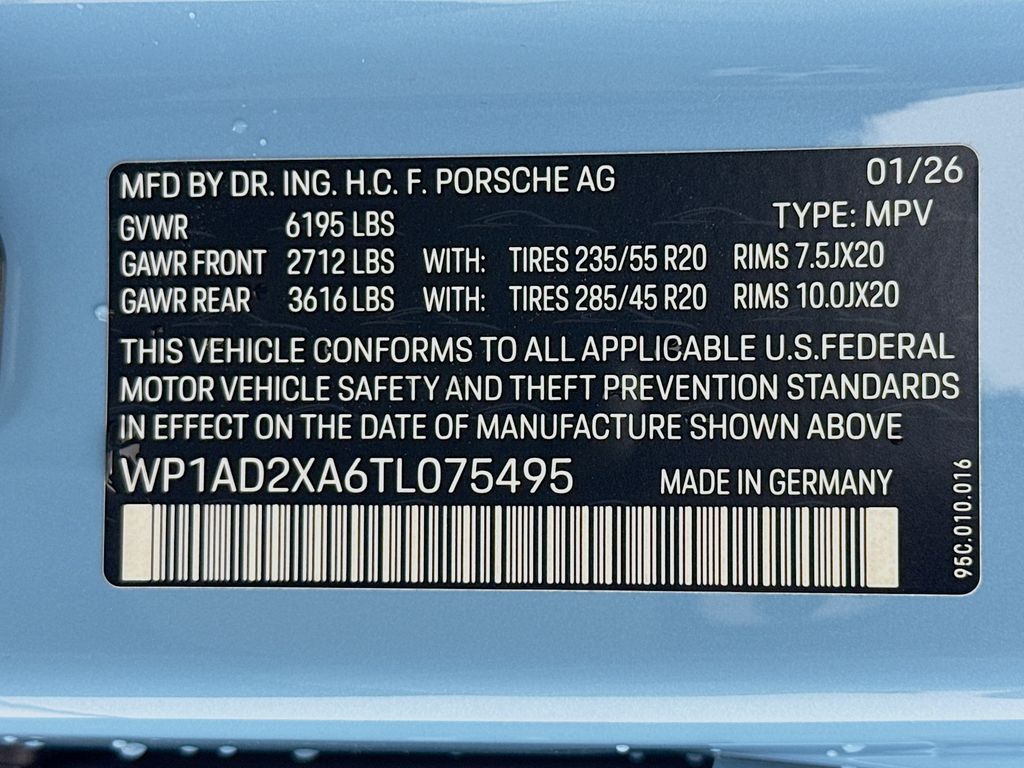 MFD BY DR. ING. H.C. F. PORSCHE AG 01/26
GVWR 6195 LBS TYPE: MPV
GAWR FRONT 2712 LBS WITH: TIRES 235/55 R20 RIMS 7.5JX20
GAWR REAR 3616 LBS WITH: TIRES 285/45 R20 RIMS 10.0JX20
THIS VEHICLE CONFORMS TO ALL APPLICABLE U.S.FEDERAL
MOTOR VEHICLE SAFETY AND THEFT PREVENTION STANDARDS
IN EFFECT ON THE DATE OF MANUFACTURE SHOWN ABOVE
WP1AD2XA6TL075495 MADE IN GERMANY
95C.010.016